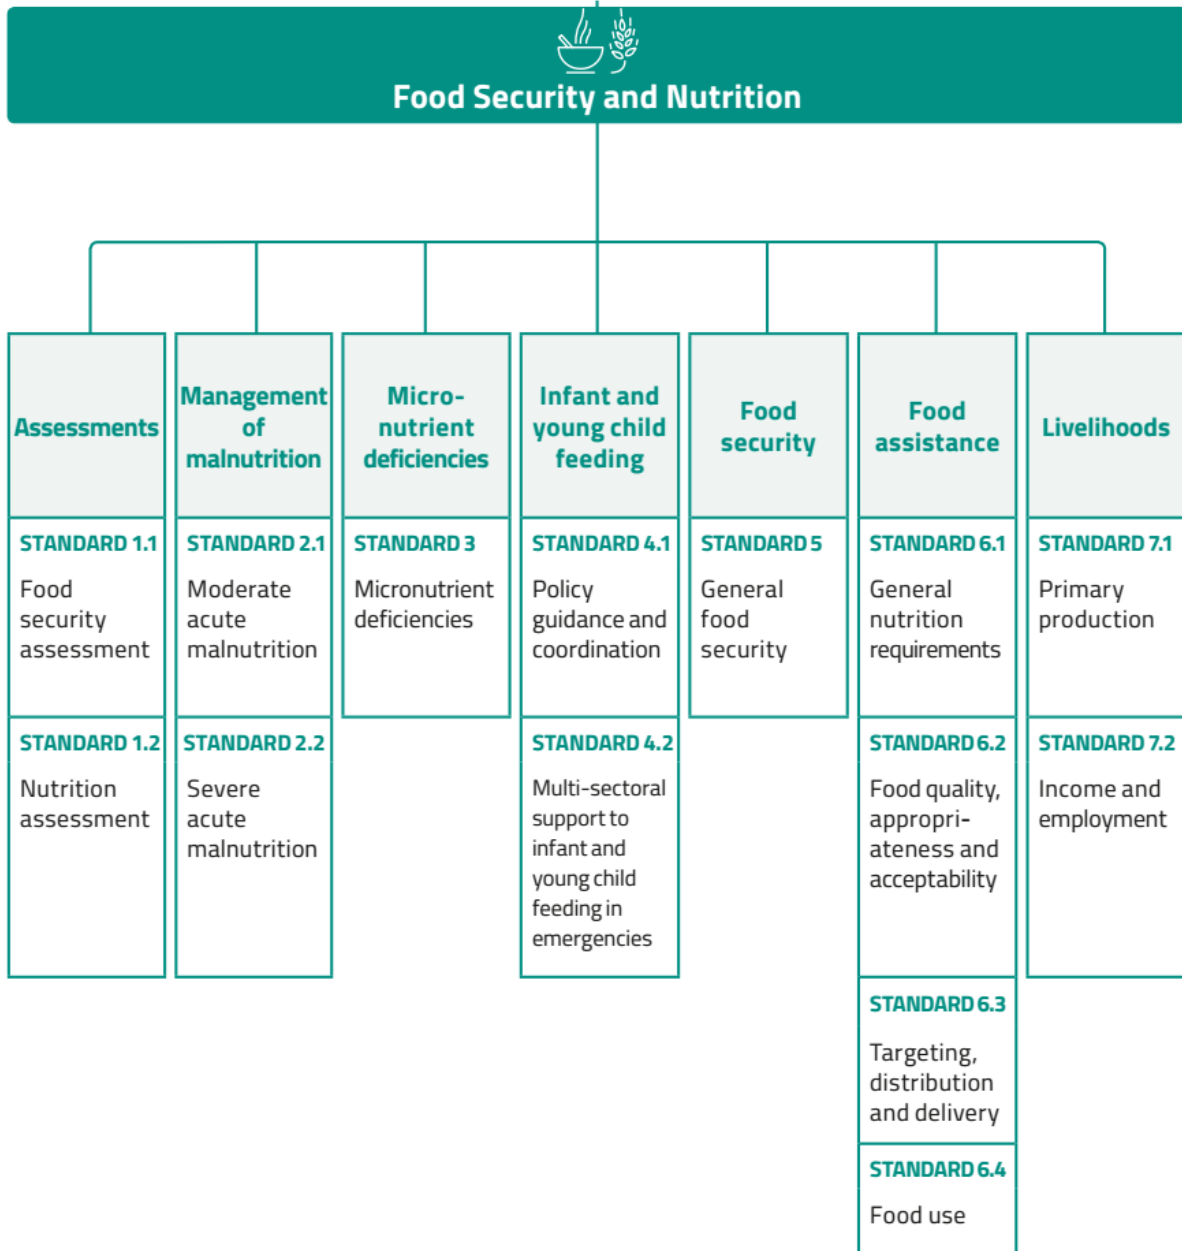 Food Security and Nutrition
Assessments
STANDARD 1.1
Food
security
assessment
STANDARD 1.2
Nutrition
assessment
Management
of
malnutrition
STANDARD 2.1
Moderate
acute
malnutrition
STANDARD 2.2
Severe
acute
malnutrition
Micro-
nutrient
deficiencies
STANDARD 3
Micronutrient
deficiencies
Infant and
young child
feeding
STANDARD 4.1
Policy
guidance and
coordination
STANDARD 4.2
Multi-sectoral
support to
infant and
young child
feeding in
emergencies
Food
security
STANDARD 5
General
food
security
Food
assistance
STANDARD 6.1
General
nutrition
requirements
STANDARD 6.2
Food quality,
appropri-
ateness and
acceptability
STANDARD 6.3
Targeting,
distribution
and delivery
STANDARD 6.4
Food use
Livelihoods
STANDARD 7.1
Primary
production
STANDARD 7.2
Income and
employment